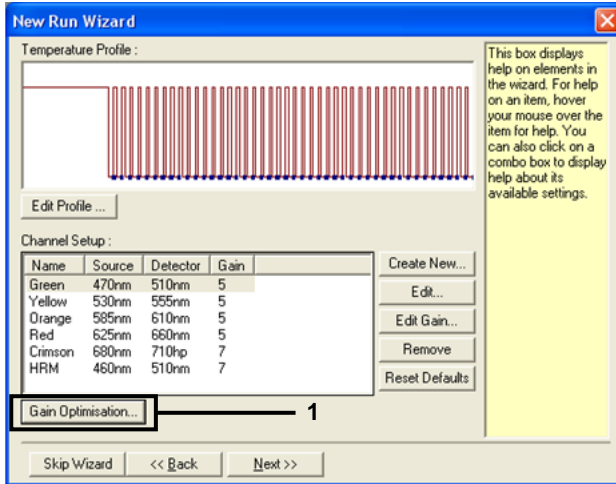 New Run Wizard
Temperature Profile :
This box displays
help on elements in
the wizard. For help
on an item, hover
your mouse over the
item for help. You
can also click on a
combo box to display
help about its
available settings.
Edit Profile ...
Channel Setup :
Name Source Detector Gain
Green 470nm 510nm 5
Yellow 530nm 555nm 5
Orange 585nm 610nm 5
Red 625nm 660nm 5
Crimson 680nm 710hp 7
HRM 460nm 510nm 7
Create New...
Edit...
Edit Gain...
Remove
Reset Defaults
Gain Optimisation...
1
Skip Wizard
<< Back
Next >>